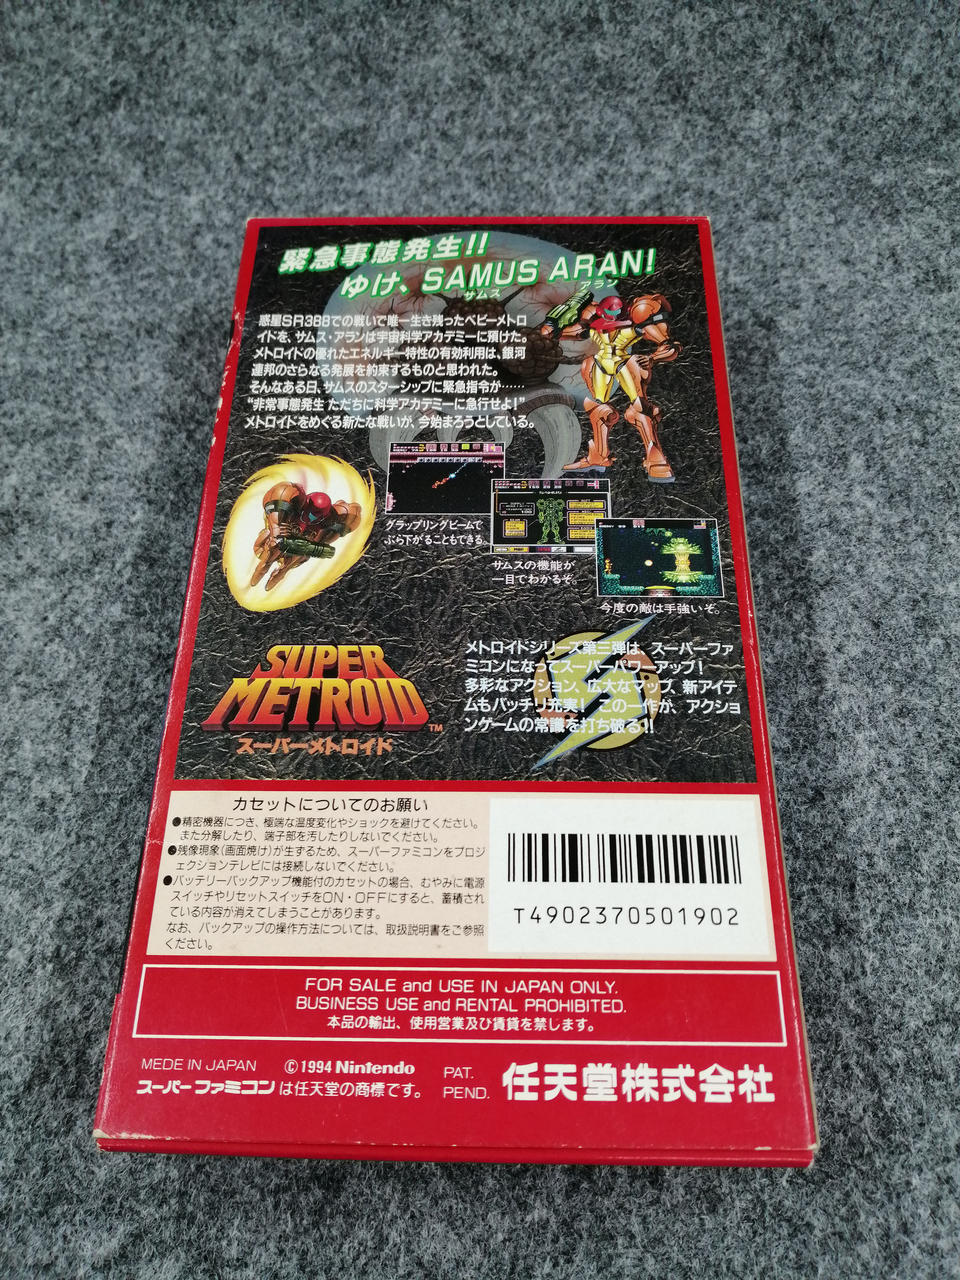 緊急事態発生!!
ゆけ、SAMUS ARAN!
サムス アラン
惑星SR388での戦いで唯一生き残ったベビーメトロ
イドを、サムス・アランは宇宙科学アカデミーに預けた。
メトロイドの優れたエネルギー特性の有効利用は、銀河
連邦のさらなる発展を約束するものと思われた。
そんなある日、サムスのスターシップに緊急指令が……
“非常事態発生 ただちに科学アカデミーに急行せよ!”
メトロイドをめぐる新たな戦いが、今始まろうとしている。
グラップリングビームで
ぶら下がることもできる。
サムスの機能が
一目でわかるぞ。
今度の敵は手強いぞ。
SUPER
METROID
TM
スーパーメトロイド
メトロイドシリーズ第三弾は、スーパーファ
ミコンになってスーパーパワーアップ!
多彩なアクション、広大なマップ、新アイテ
ムもバッチリ充実! この一作が、アクショ
ンゲームの常識を打ち破る!!
カセットについてのお願い
●精密機器につき、極端な温度変化やショックを避けてください。
また分解したり、端子部を汚したりしないでください。
●残像現象(画面焼け)が生ずるため、スーパーファミコンをプロジ
ェクションテレビには接続しないでください。
●バッテリーバックアップ機能付のカセットの場合、むやみに電源
スイッチやリセットスイッチをON・OFFにすると、蓄積され
ている内容が消えてしまうことがあります。
なお、バックアップの操作方法については、取扱説明書をご参照
ください。
T4902370501902
FOR SALE and USE IN JAPAN ONLY.
BUSINESS USE and RENTAL PROHIBITED.
本品の輸出、使用営業及び賃貸を禁じます。
MADE IN JAPAN ©1994 Nintendo
スーパーファミコンは任天堂の商標です。
PAT.
PEND.
任天堂株式会社